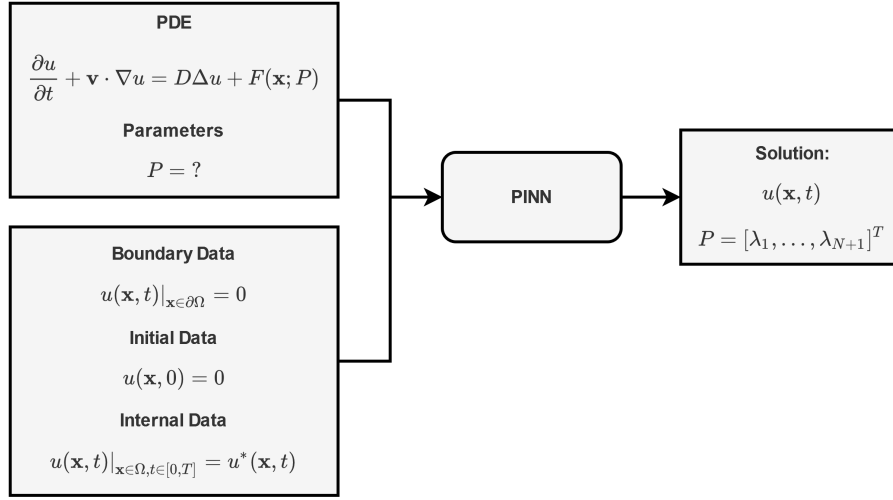 PDE
∂u/∂t + v · ∇u = DΔu + F(x; P)
Parameters
P = ?
Boundary Data
u(x, t)|x∈∂Ω = 0
Initial Data
u(x, 0) = 0
Internal Data
u(x, t)|x∈Ω,t∈[0,T] = u*(x, t)
PINN
Solution:
u(x, t)
P = [λ₁, . . . , λN+1]ᵀ